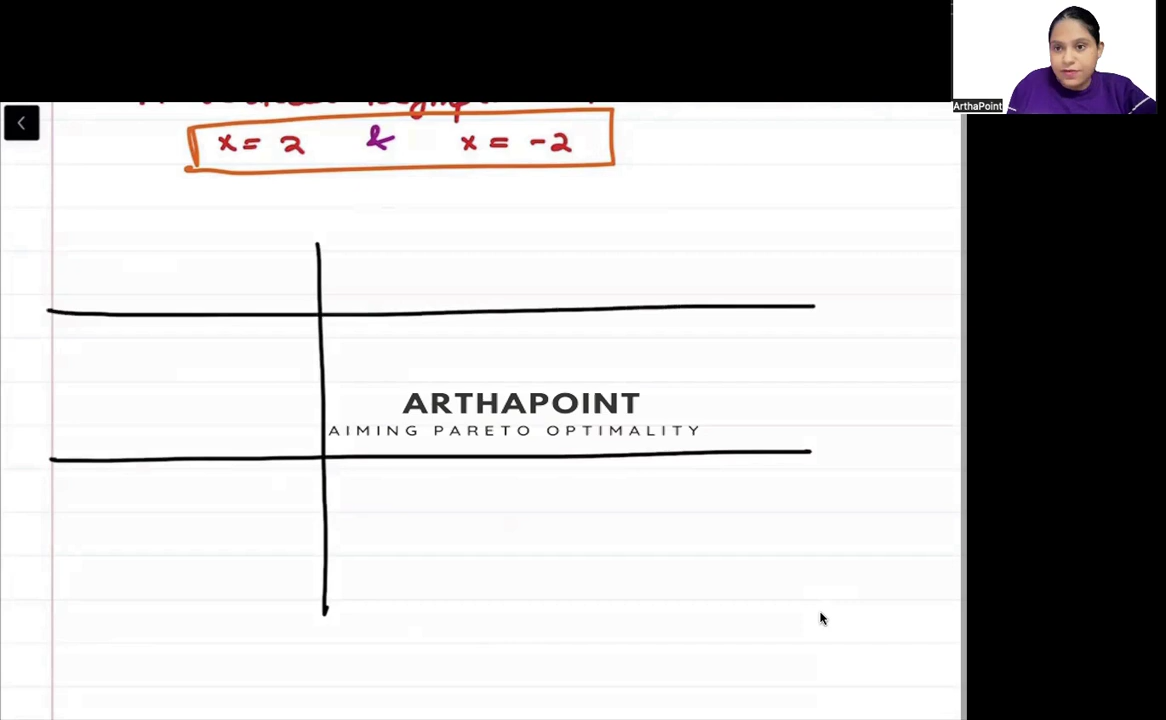 x = 2 & x = -2
ARTHAPOINT
AIMING PARETO OPTIMALITY
ArthaPoint